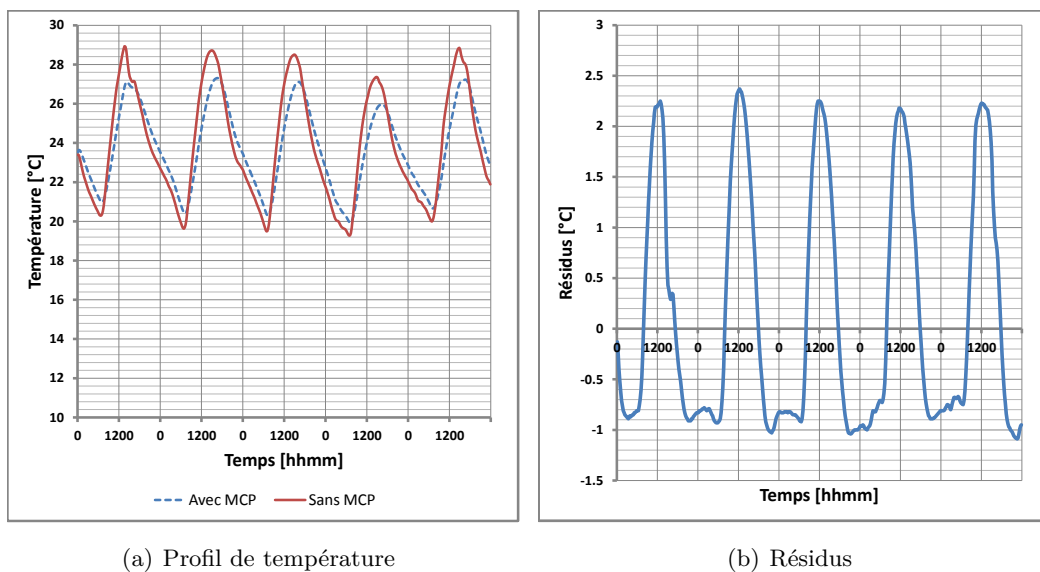 30
28
26
24
22
20
18
16
14
12
10
Température [°C]
0 1200 0 1200 0 1200 0 1200 0 1200
Temps [hhmm]
Avec MCP Sans MCP
(a) Profil de température
3
2.5
2
1.5
1
0.5
0
-0.5
-1
-1.5
Résidus [°C]
0 1200 0 1200 0 1200 0 1200 0 1200
Temps [hhmm]
(b) Résidus